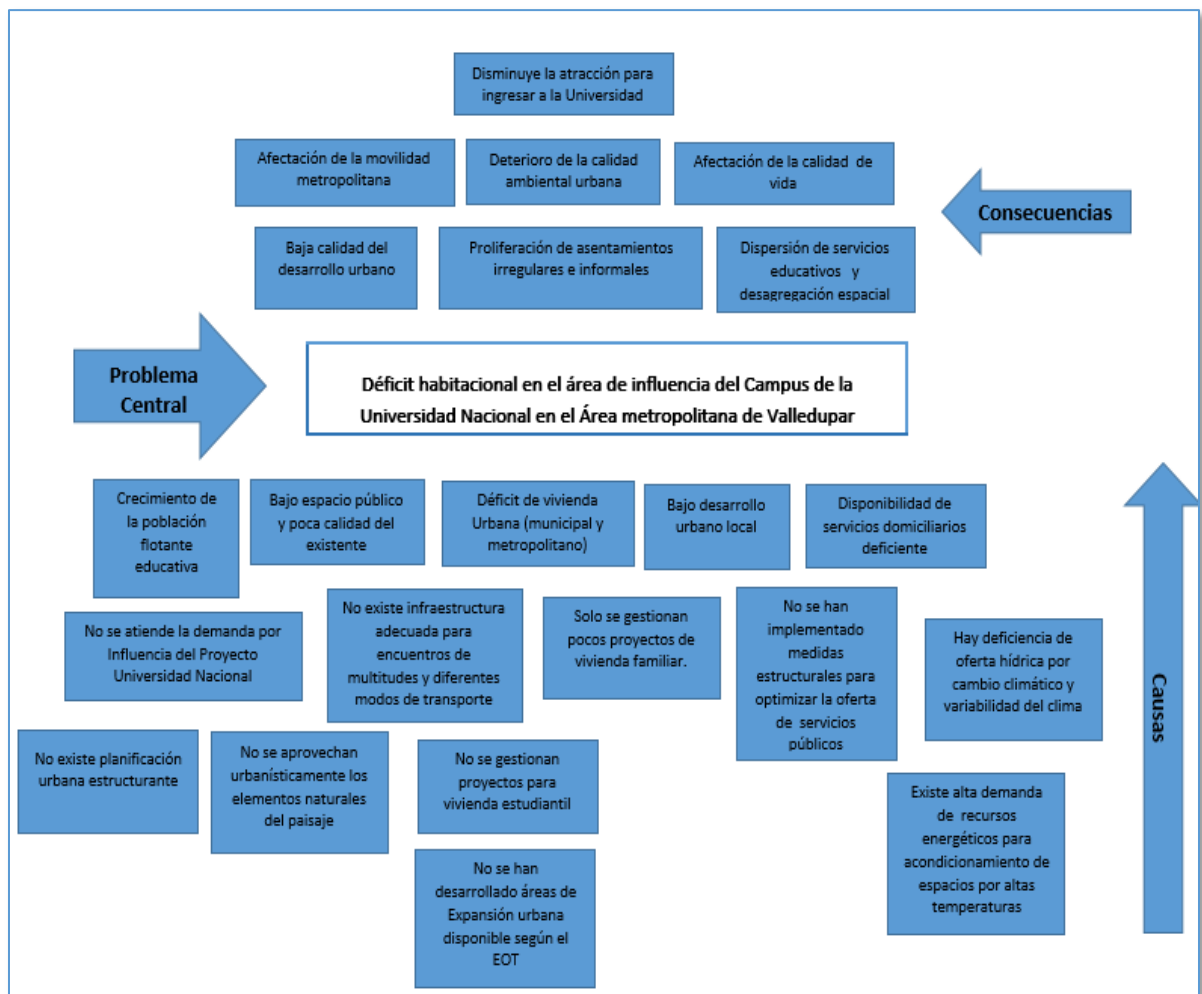 Disminuye la atracción para
ingresar a la Universidad
Afectación de la movilidad
metropolitana
Deterioro de la calidad
ambiental urbana
Afectación de la calidad de
vida
Consecuencias
Baja calidad del
desarrollo urbano
Proliferación de asentamientos
irregulares e informales
Dispersión de servicios
educativos y
desagregación espacial
Problema
Central
Déficit habitacional en el área de influencia del Campus de la
Universidad Nacional en el Área metropolitana de Valledupar
Crecimiento de
la población
flotante
educativa
Bajo espacio público
y poca calidad del
existente
Déficit de vivienda
Urbana (municipal y
metropolitano)
Bajo desarrollo
urbano local
Disponibilidad de
servicios domiciliarios
deficiente
No se atiende la demanda por
Influencia del Proyecto
Universidad Nacional
No existe infraestructura
adecuada para
encuentros de
multitudes y diferentes
modos de transporte
Solo se gestionan
pocos proyectos de
vivienda familiar.
No se han
implementado
medidas
estructurales para
optimizar la oferta
de servicios
públicos
Hay deficiencia de
oferta hídrica por
cambio climático y
variabilidad del clima
Causas
No existe planificación
urbana estructurante
No se aprovechan
urbanísticamente los
elementos naturales
del paisaje
No se gestionan
proyectos para
vivienda estudiantil
Existe alta demanda
de recursos
energéticos para
acondicionamiento de
espacios por altas
temperaturas
No se han
desarrollado áreas de
Expansión urbana
disponible según el
EOT